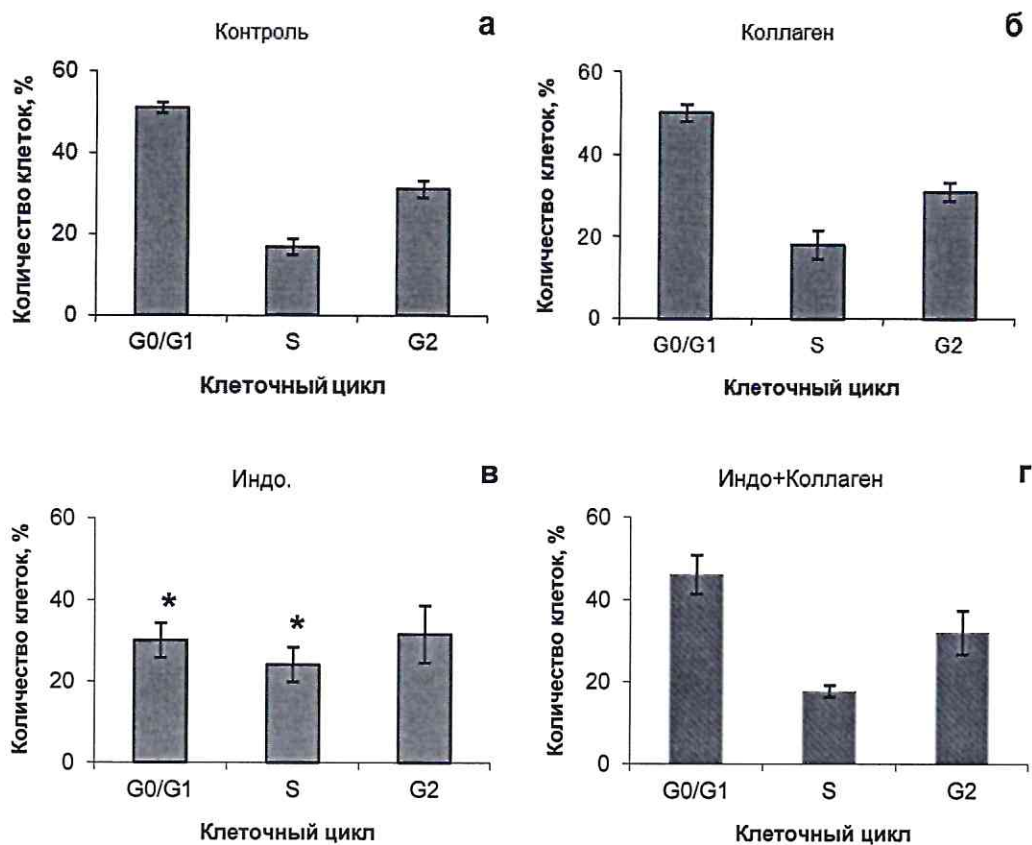 Контроль
а
Количество клеток, %
60
40
20
0
G0/G1 S G2
Клеточный цикл
Коллаген
б
Количество клеток, %
60
40
20
0
G0/G1 S G2
Клеточный цикл
Индо.
в
Количество клеток, %
60
40
20
0
* *
G0/G1 S G2
Клеточный цикл
Индо+Коллаген
г
Количество клеток, %
60
40
20
0
G0/G1 S G2
Клеточный цикл